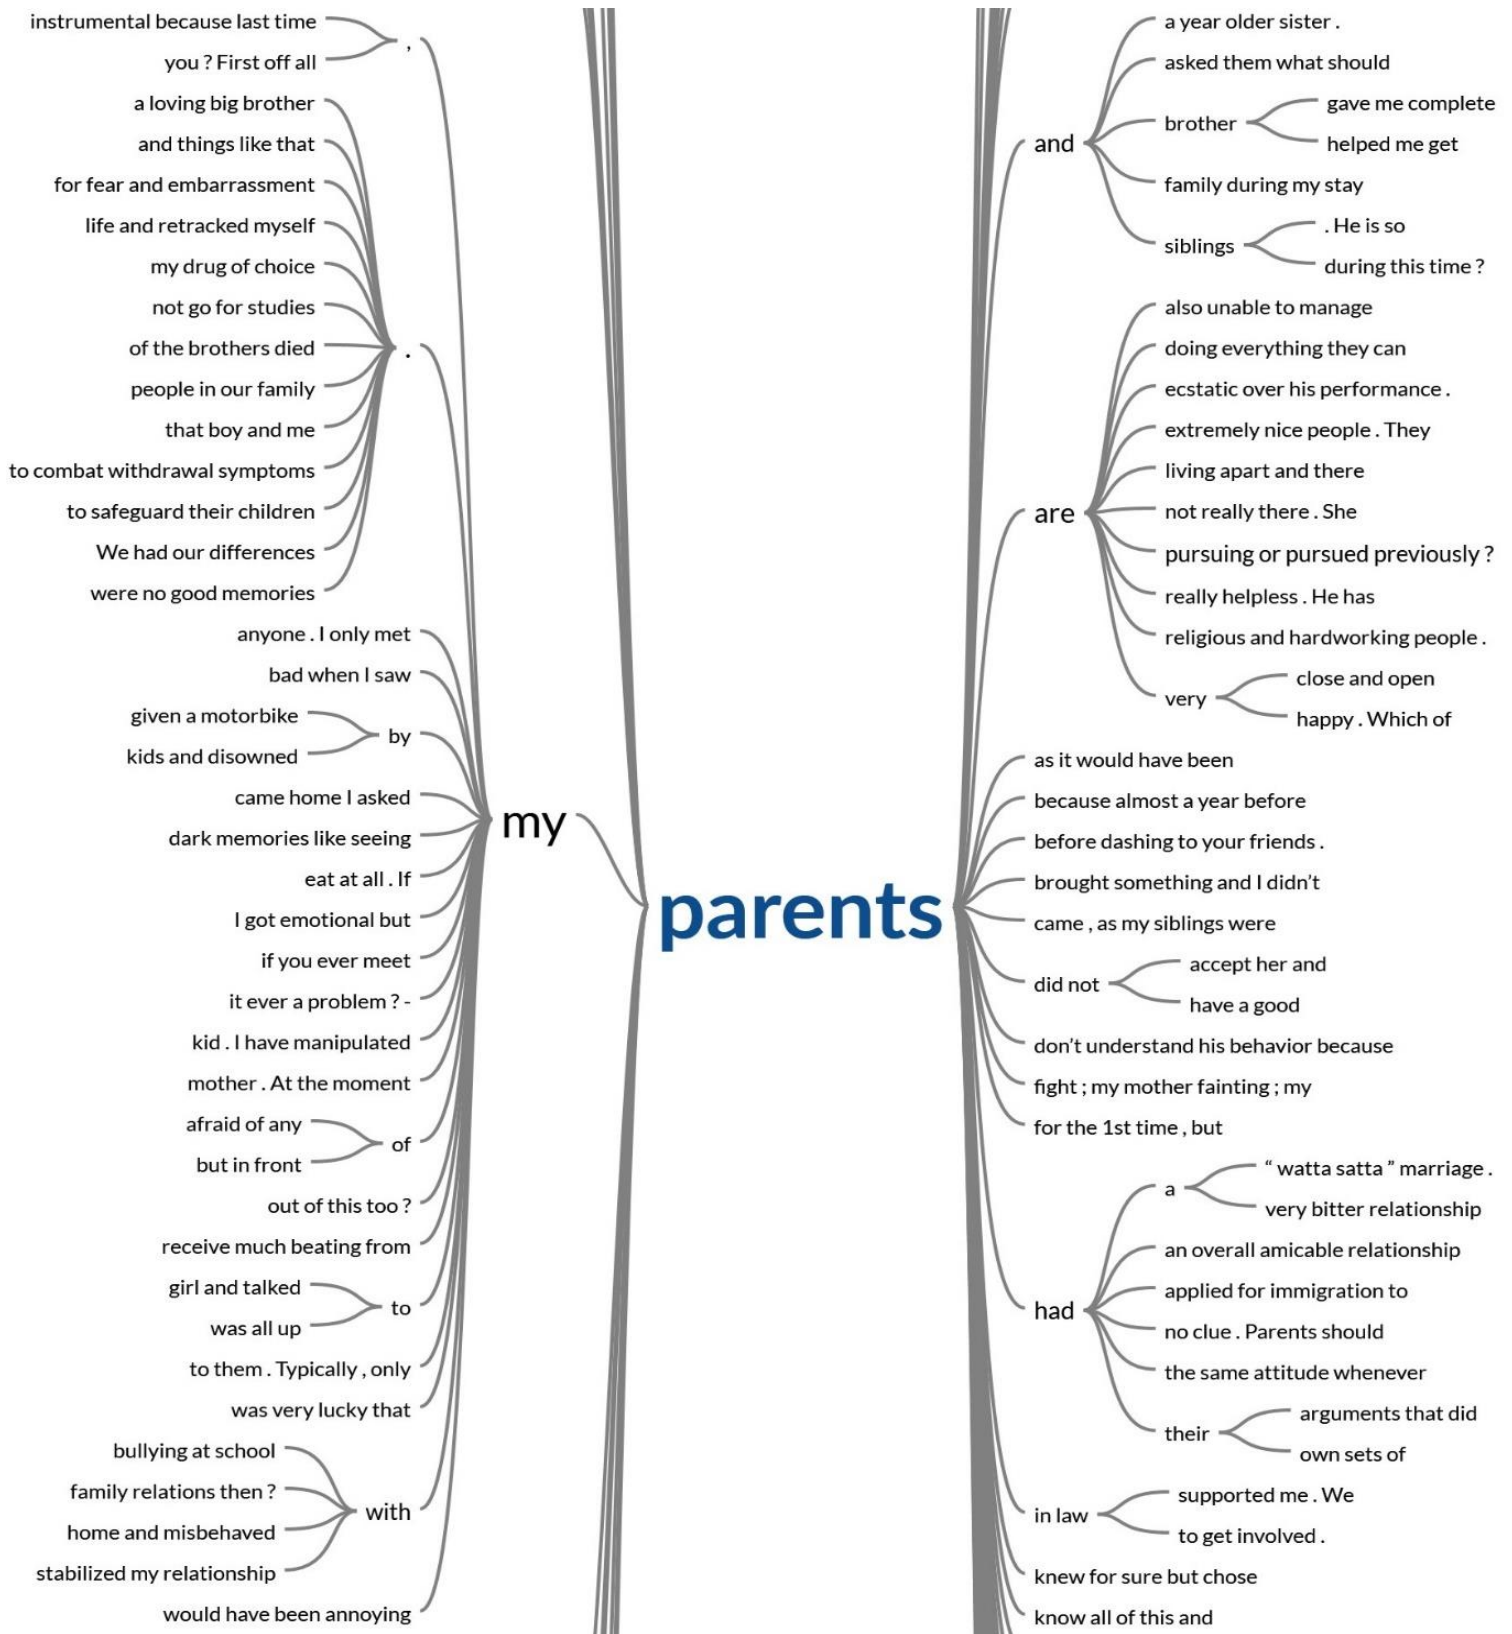 instrumental because last time
you ? First off all
,
a loving big brother
and things like that
for fear and embarrassment
life and retracked myself
my drug of choice
not go for studies
of the brothers died
people in our family
that boy and me
to combat withdrawal symptoms
to safeguard their children
We had our differences
were no good memories
.
anyone . I only met
bad when I saw
given a motorbike
kids and disowned
by
came home I asked
dark memories like seeing
eat at all . If
I got emotional but
if you ever meet
it ever a problem ? -
kid . I have manipulated
mother . At the moment
afraid of any
but in front
of
out of this too ?
receive much beating from
girl and talked
was all up
to
to them . Typically , only
was very lucky that
bullying at school
family relations then ?
home and misbehaved
stabilized my relationship
with
would have been annoying
my
parents
and
a year older sister .
asked them what should
brother
gave me complete
helped me get
family during my stay
siblings
. He is so
during this time ?
are
also unable to manage
doing everything they can
ecstatic over his performance .
extremely nice people . They
living apart and there
not really there . She
pursuing or pursued previously ?
really helpless . He has
religious and hardworking people .
very
close and open
happy . Which of
as it would have been
because almost a year before
before dashing to your friends .
brought something and I didn’t
came , as my siblings were
did not
accept her and
have a good
don’t understand his behavior because
fight ; my mother fainting ; my
for the 1st time , but
had
a
“ watta satta ” marriage .
very bitter relationship
an overall amicable relationship
applied for immigration to
no clue . Parents should
the same attitude whenever
their
arguments that did
own sets of
in law
supported me . We
to get involved .
knew for sure but chose
know all of this and